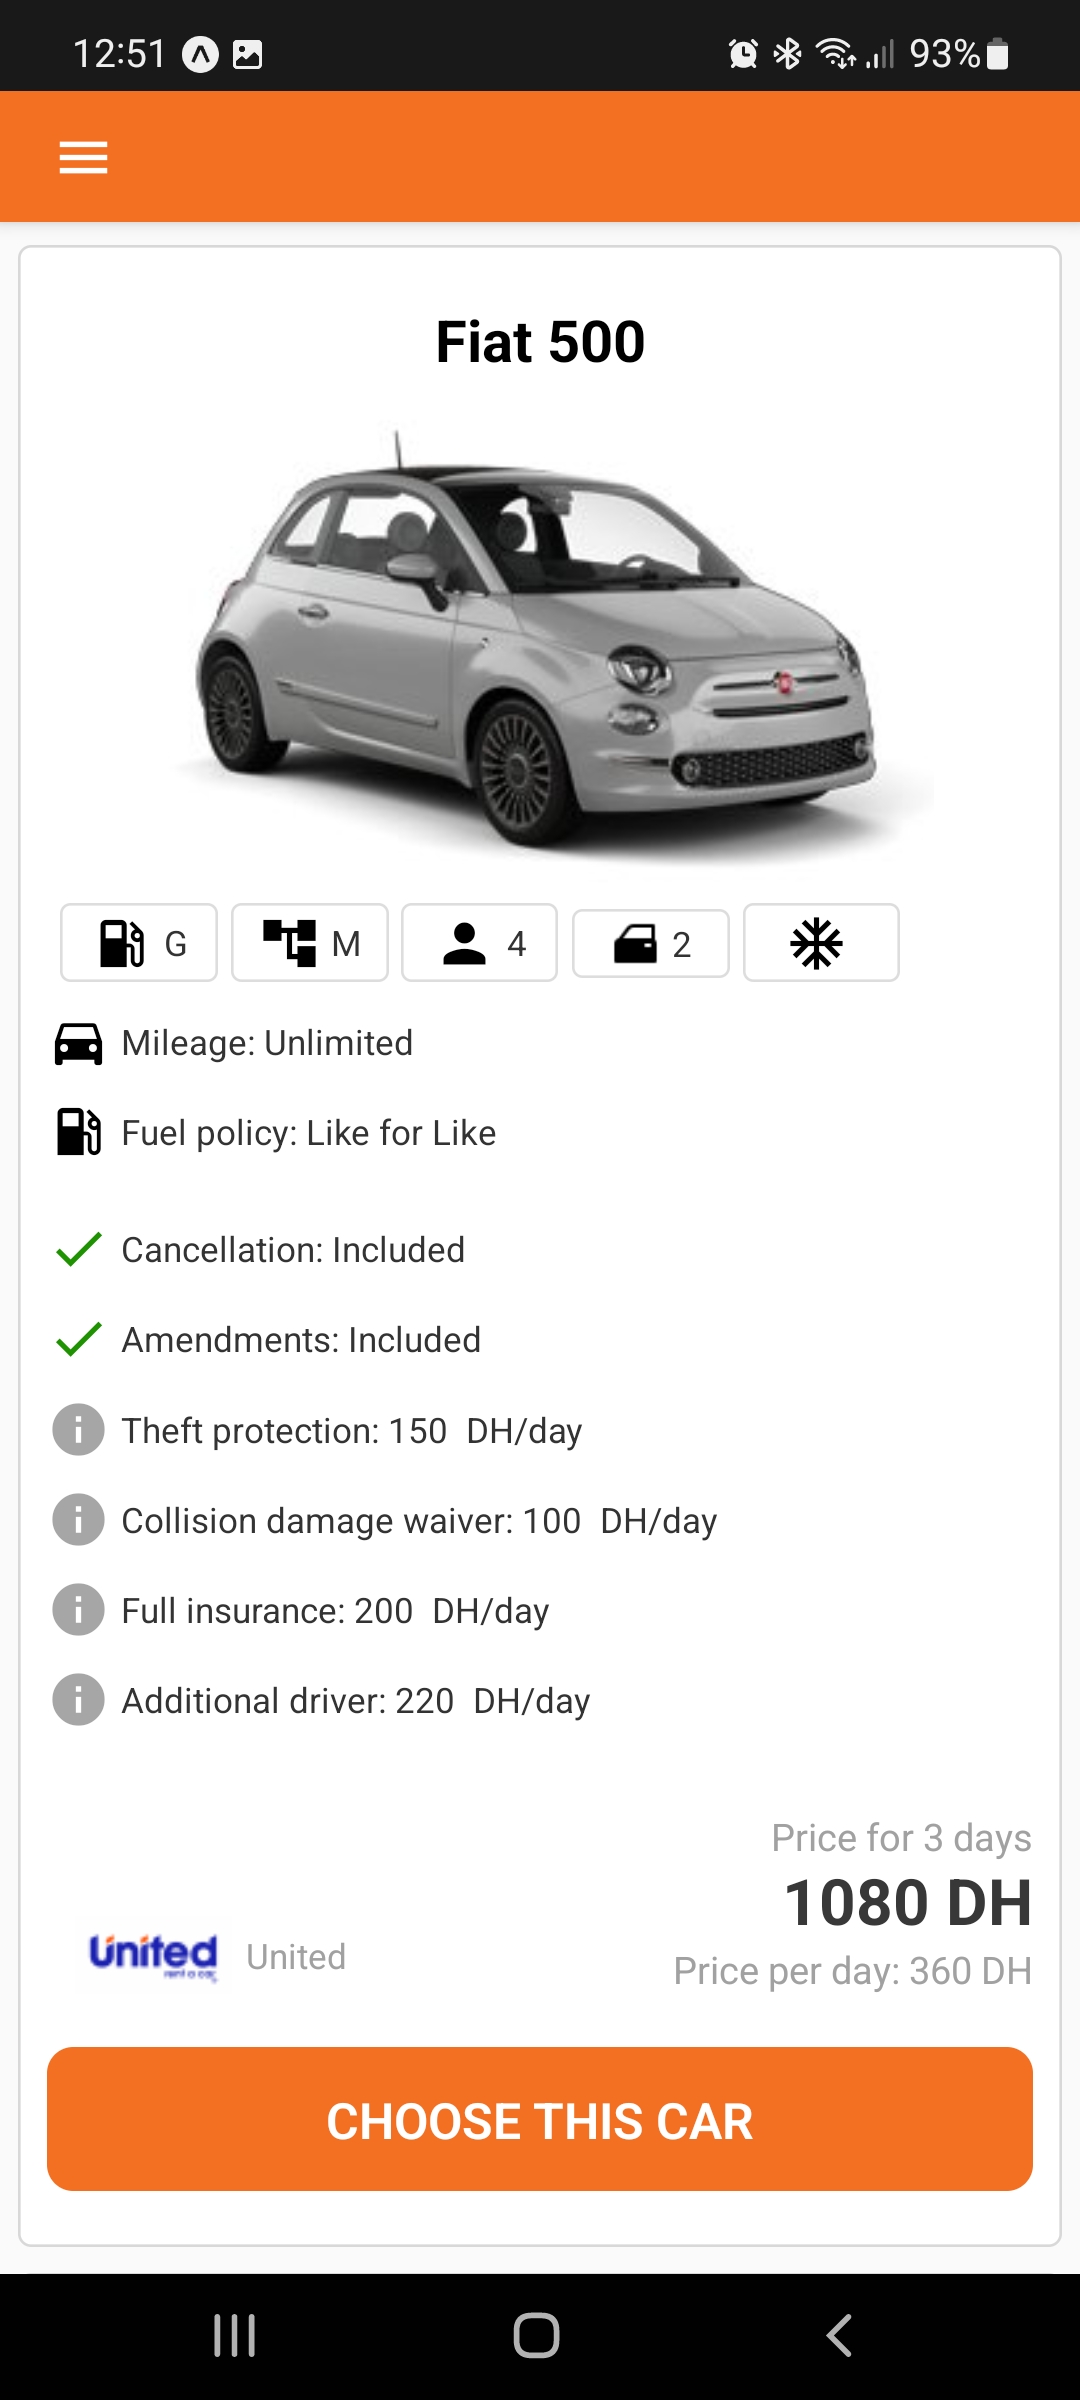 12:51 93%
Fiat 500
G M 4 2
Mileage: Unlimited
Fuel policy: Like for Like
Cancellation: Included
Amendments: Included
Theft protection: 150 DH/day
Collision damage waiver: 100 DH/day
Full insurance: 200 DH/day
Additional driver: 220 DH/day
Price for 3 days
1080 DH
United
rent a car
United
Price per day: 360 DH
CHOOSE THIS CAR